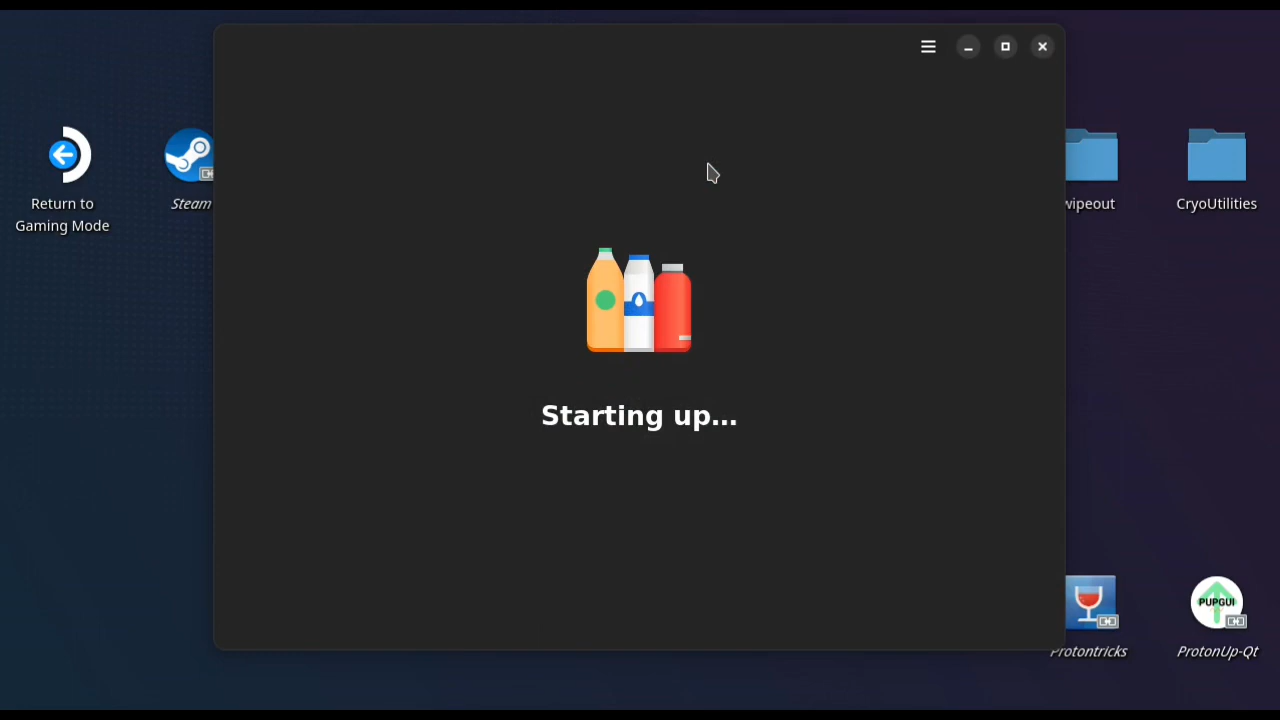 Return to
Gaming Mode
Steam
wipeout
CryoUtilities
Starting up...
PUPGUI
Protontricks
ProtonUp-Qt